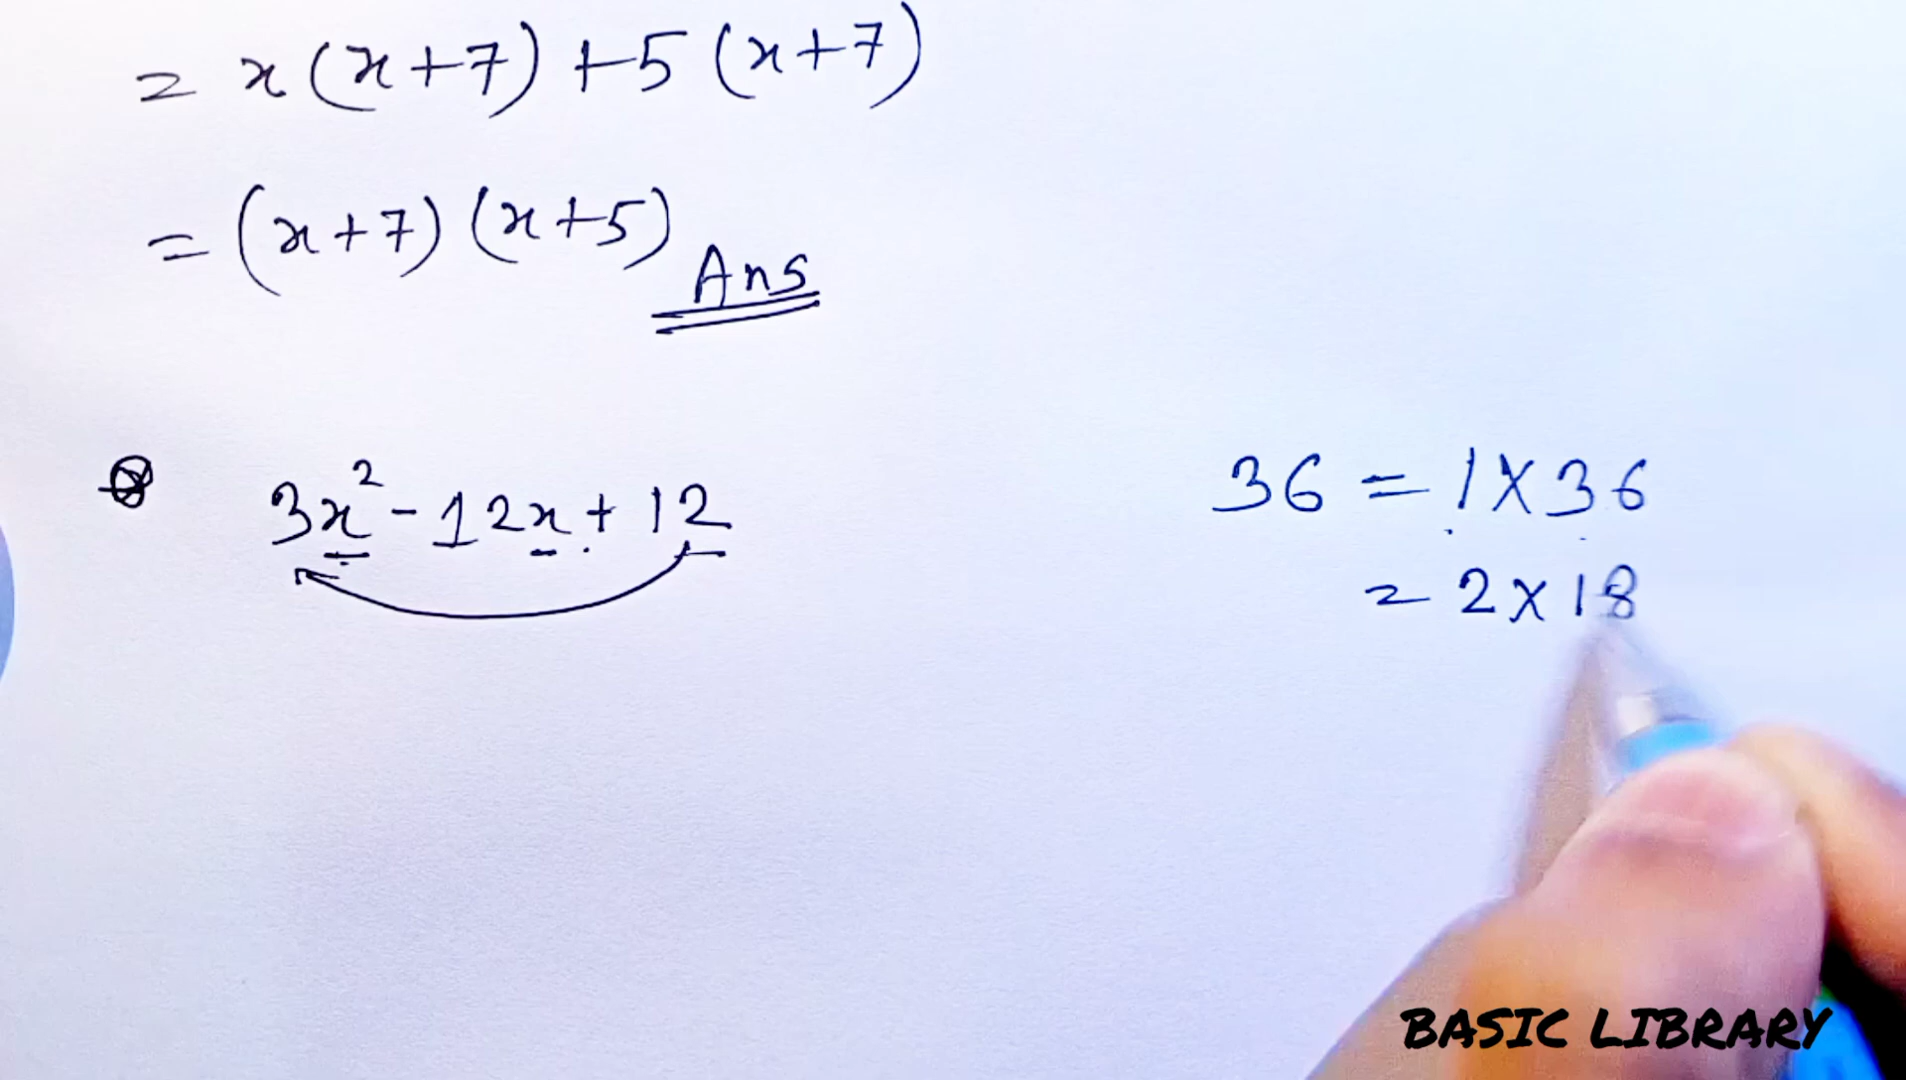 = x(x+7)+5(x+7)
= (x+7)(x+5)
Ans
3x²-12x+12
36 = 1×36
= 2×18
BASIC LIBRARY